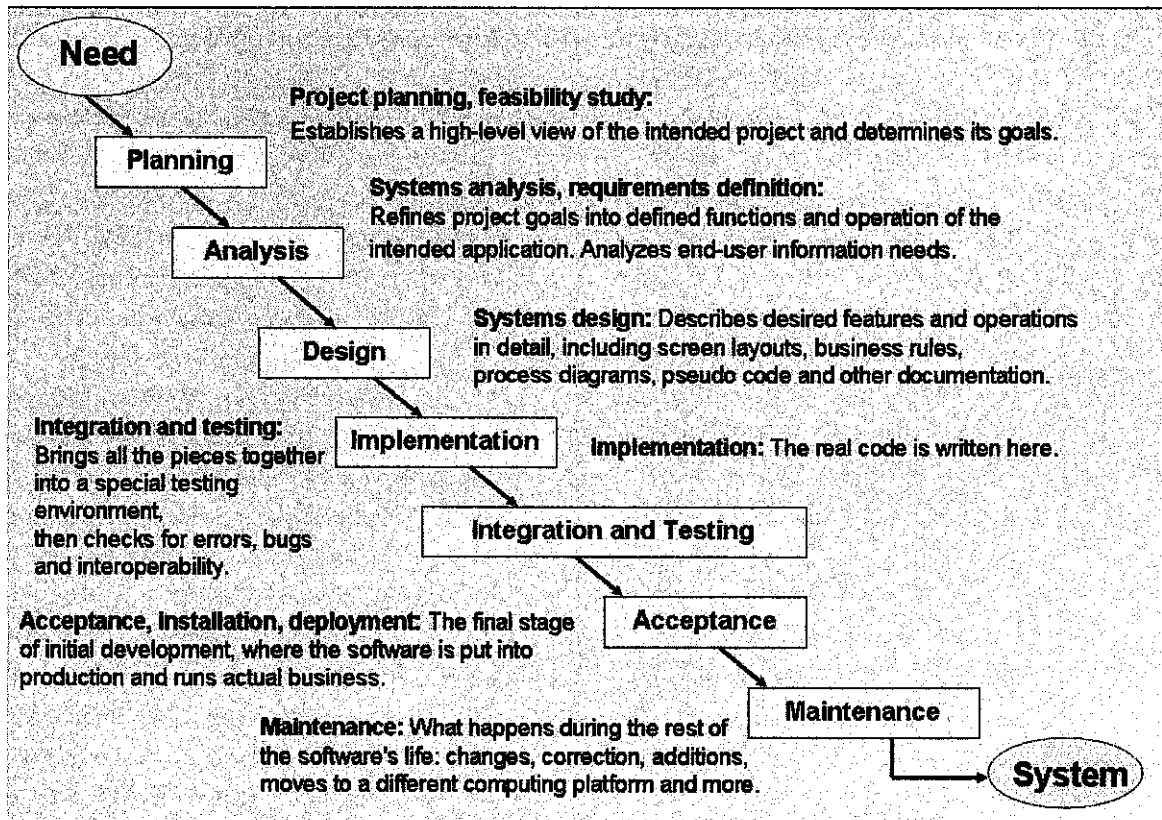 Need
Project planning, feasibility study:
Establishes a high-level view of the intended project and determines its goals.
Planning
Systems analysis, requirements definition:
Refines project goals into defined functions and operation of the
intended application. Analyzes end-user information needs.
Analysis
Systems design: Describes desired features and operations
in detail, including screen layouts, business rules,
process diagrams, pseudo code and other documentation.
Design
Implementation
Implementation: The real code is written here.
Integration and testing:
Brings all the pieces together
into a special testing
environment,
then checks for errors, bugs
and interoperability.
Integration and Testing
Acceptance, installation, deployment: The final stage
of initial development, where the software is put into
production and runs actual business.
Acceptance
Maintenance
Maintenance: What happens during the rest of
the software's life: changes, correction, additions,
moves to a different computing platform and more.
System